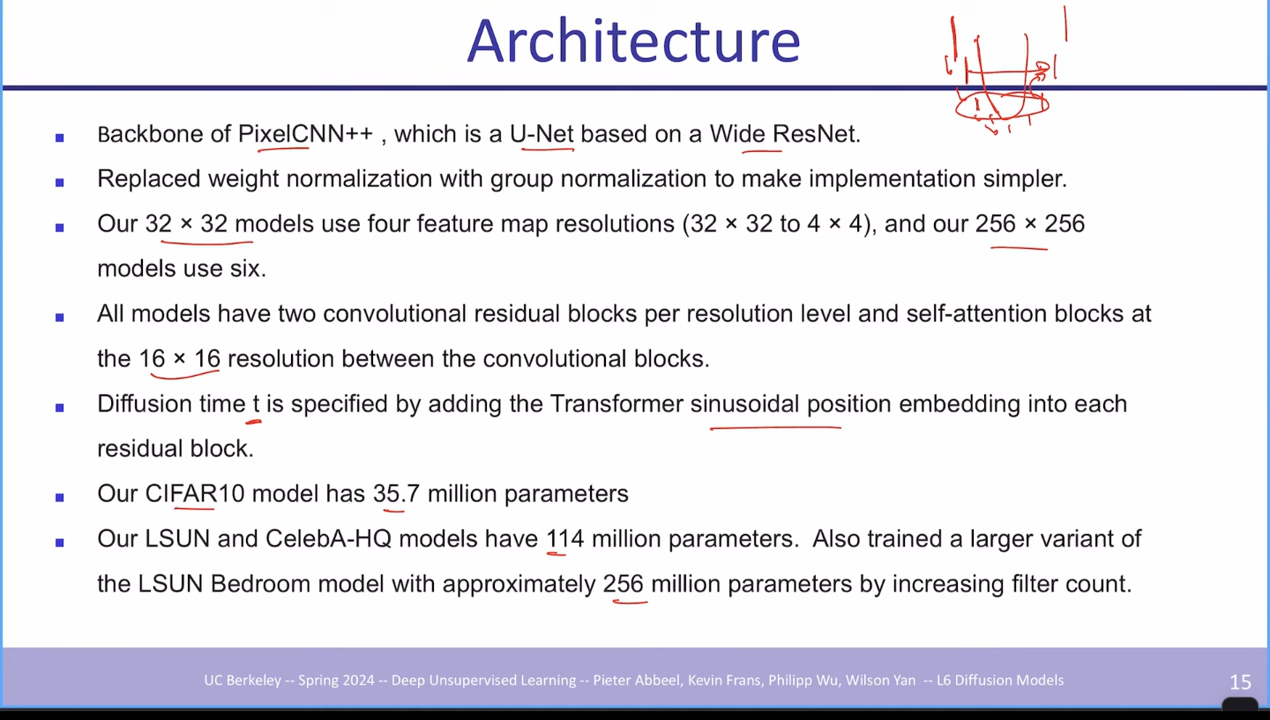 Architecture
Backbone of PixelCNN++ , which is a U-Net based on a Wide ResNet.
Replaced weight normalization with group normalization to make implementation simpler.
Our 32 × 32 models use four feature map resolutions (32 × 32 to 4 × 4), and our 256 × 256
models use six.
All models have two convolutional residual blocks per resolution level and self-attention blocks at
the 16 × 16 resolution between the convolutional blocks.
Diffusion time t is specified by adding the Transformer sinusoidal position embedding into each
residual block.
Our CIFAR10 model has 35.7 million parameters
Our LSUN and CelebA-HQ models have 114 million parameters.  Also trained a larger variant of
the LSUN Bedroom model with approximately 256 million parameters by increasing filter count.
UC Berkeley -- Spring 2024 -- Deep Unsupervised Learning -- Pieter Abbeel, Kevin Frans, Philipp Wu, Wilson Yan  -- L6 Diffusion Models
15